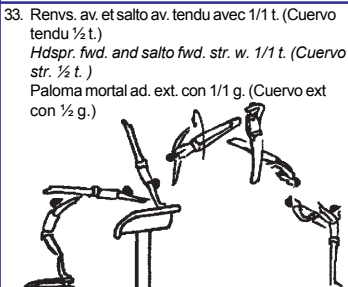 33. Renvs. av. et salto av. tendu avec 1/1 t. (Cuervo
tendu ½ t.)
Hdspr. fwd. and salto fwd. str. w. 1/1 t. (Cuervo
str. ½ t. )
Paloma mortal ad. ext. con 1/1 g. (Cuervo ext
con ½ g.)